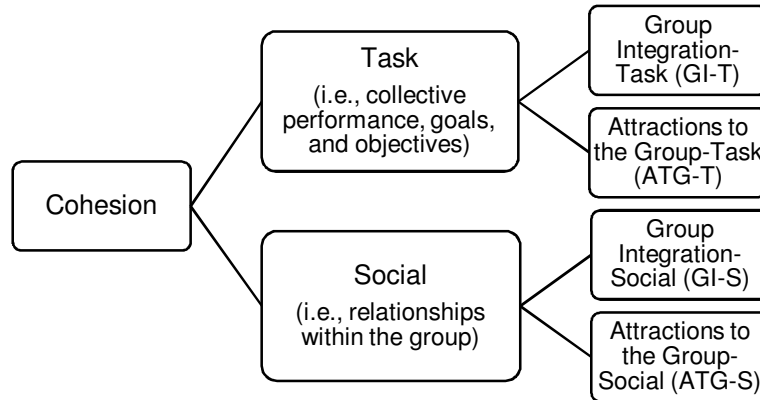 Cohesion
Task
(i.e., collective
performance, goals,
and objectives)
Social
(i.e., relationships
within the group)
Group
Integration-
Task (GI-T)
Attractions to
the Group-Task
(ATG-T)
Group
Integration-
Social (GI-S)
Attractions to
the Group-
Social (ATG-S)